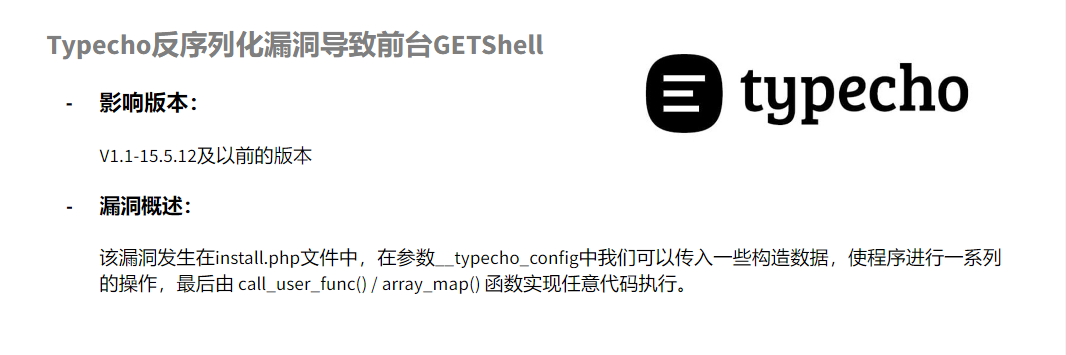 Typecho反序列化漏洞导致前台GETShell
typecho
- 影响版本：
V1.1-15.5.12及以前的版本
- 漏洞概述：
该漏洞发生在install.php文件中，在参数__typecho_config中我们可以传入一些构造数据，使程序进行一系列
的操作，最后由 call_user_func() / array_map() 函数实现任意代码执行。